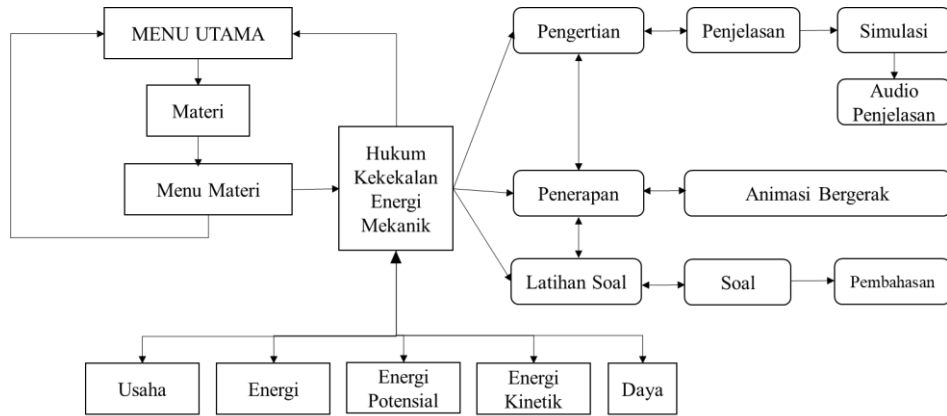 MENU UTAMA
Materi
Menu Materi
Hukum
Kekekalan
Energi
Mekanik
Pengertian
Penjelasan
Simulasi
Audio
Penjelasan
Penerapan
Animasi Bergerak
Latihan Soal
Soal
Pembahasan
Usaha
Energi
Energi
Potensial
Energi
Kinetik
Daya